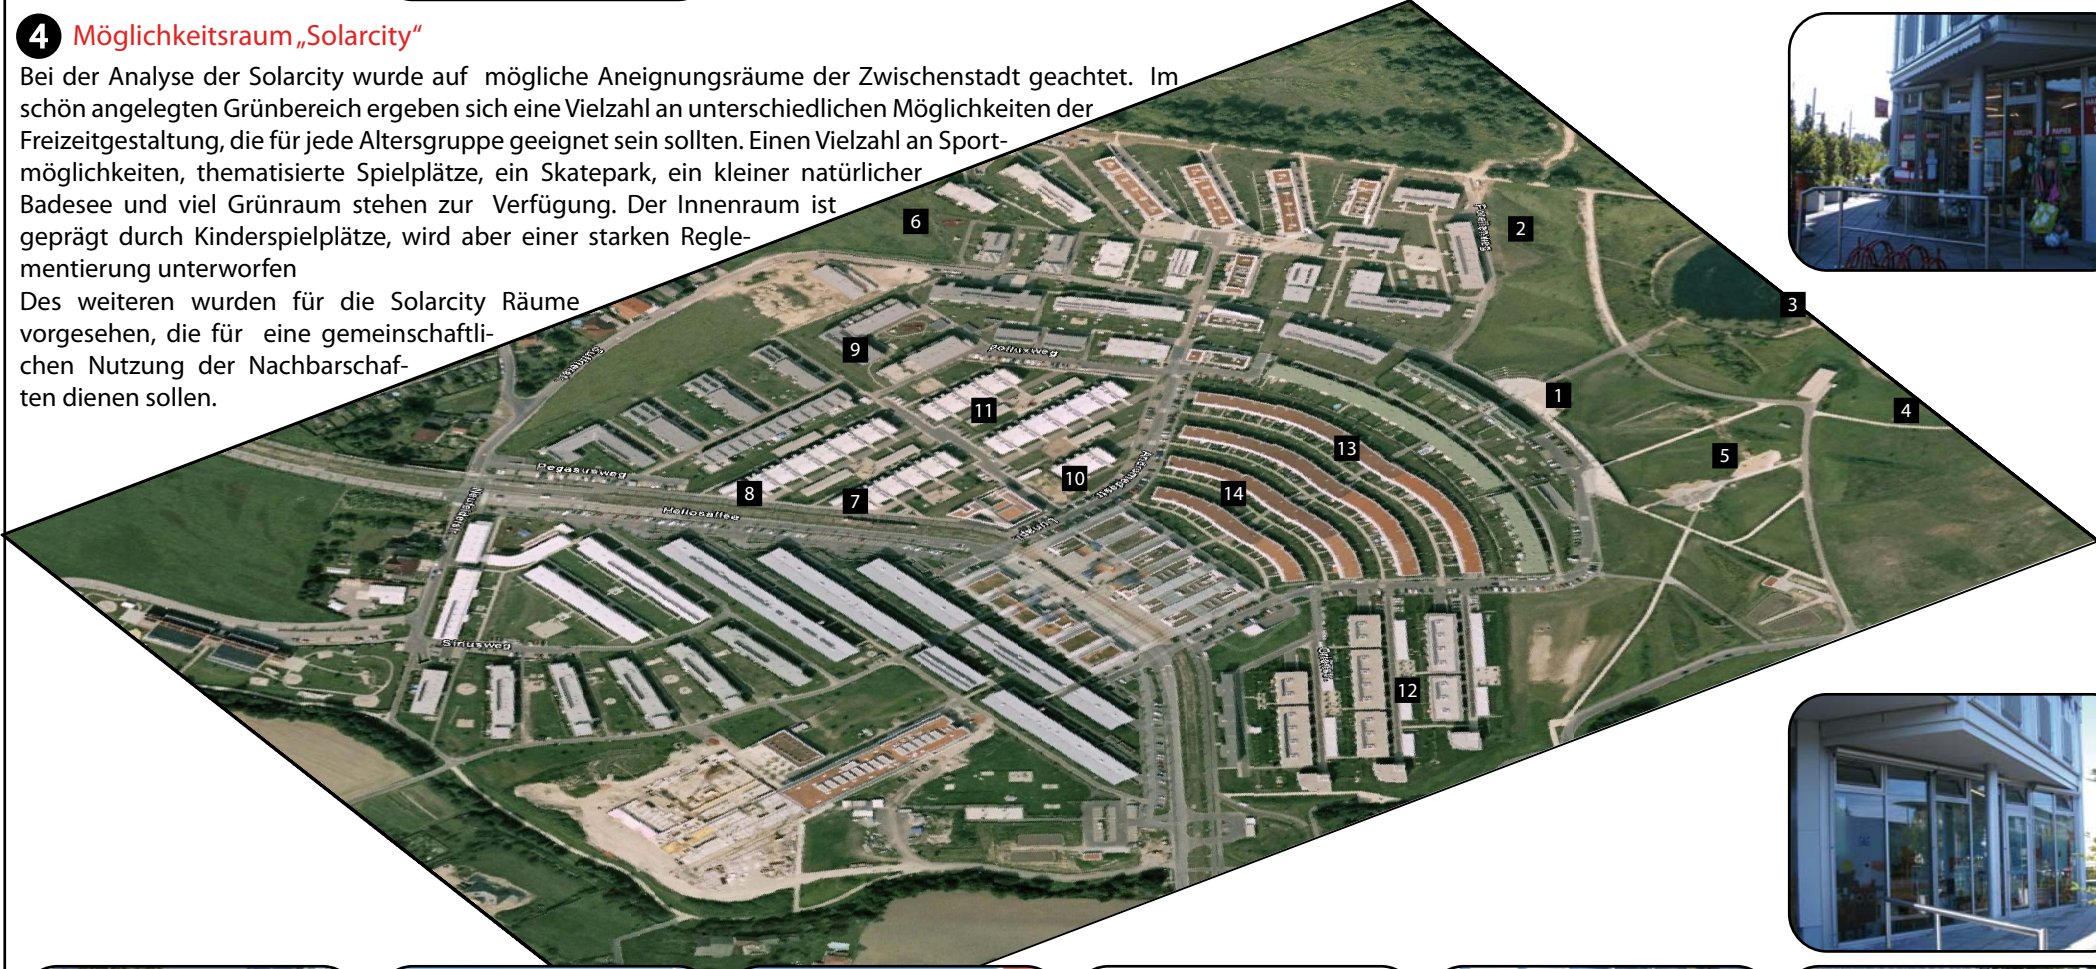 4 Möglichkeitsraum „Solarcity“
Bei der Analyse der Solarcity wurde auf mögliche Aneignungsräume der Zwischenstadt geachtet. Im
schön angelegten Grünbereich ergeben sich eine Vielzahl an unterschiedlichen Möglichkeiten der
Freizeitgestaltung, die für jede Altersgruppe geeignet sein sollten. Einen Vielzahl an Sport-
möglichkeiten, thematisierte Spielplätze, ein Skatepark, ein kleiner natürlicher
Badesee und viel Grünraum stehen zur Verfügung. Der Innenraum ist
geprägt durch Kinderspielplätze, wird aber einer starken Regle-
mentierung unterworfen
Des weiteren wurden für die Solarcity Räume
vorgesehen, die für eine gemeinschaftli-
chen Nutzung der Nachbarschaf-
ten dienen sollen.
6
2
3
9
1
11
4
13
5
10
8
14
7
12
Pegasusweg
Heliosallee
Siriusweg
Polluxweg
PAPIER